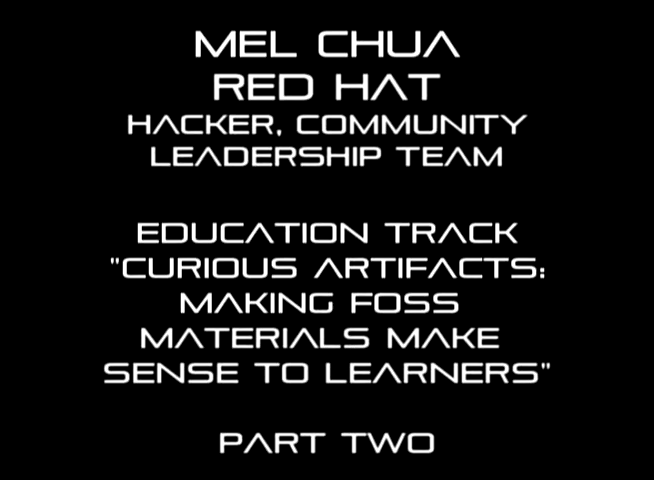 MEL CHUA
RED HAT
HACKER, COMMUNITY
LEADERSHIP TEAM
EDUCATION TRACK
"CURIOUS ARTIFACTS:
MAKING FOSS
MATERIALS MAKE
SENSE TO LEARNERS"
PART TWO